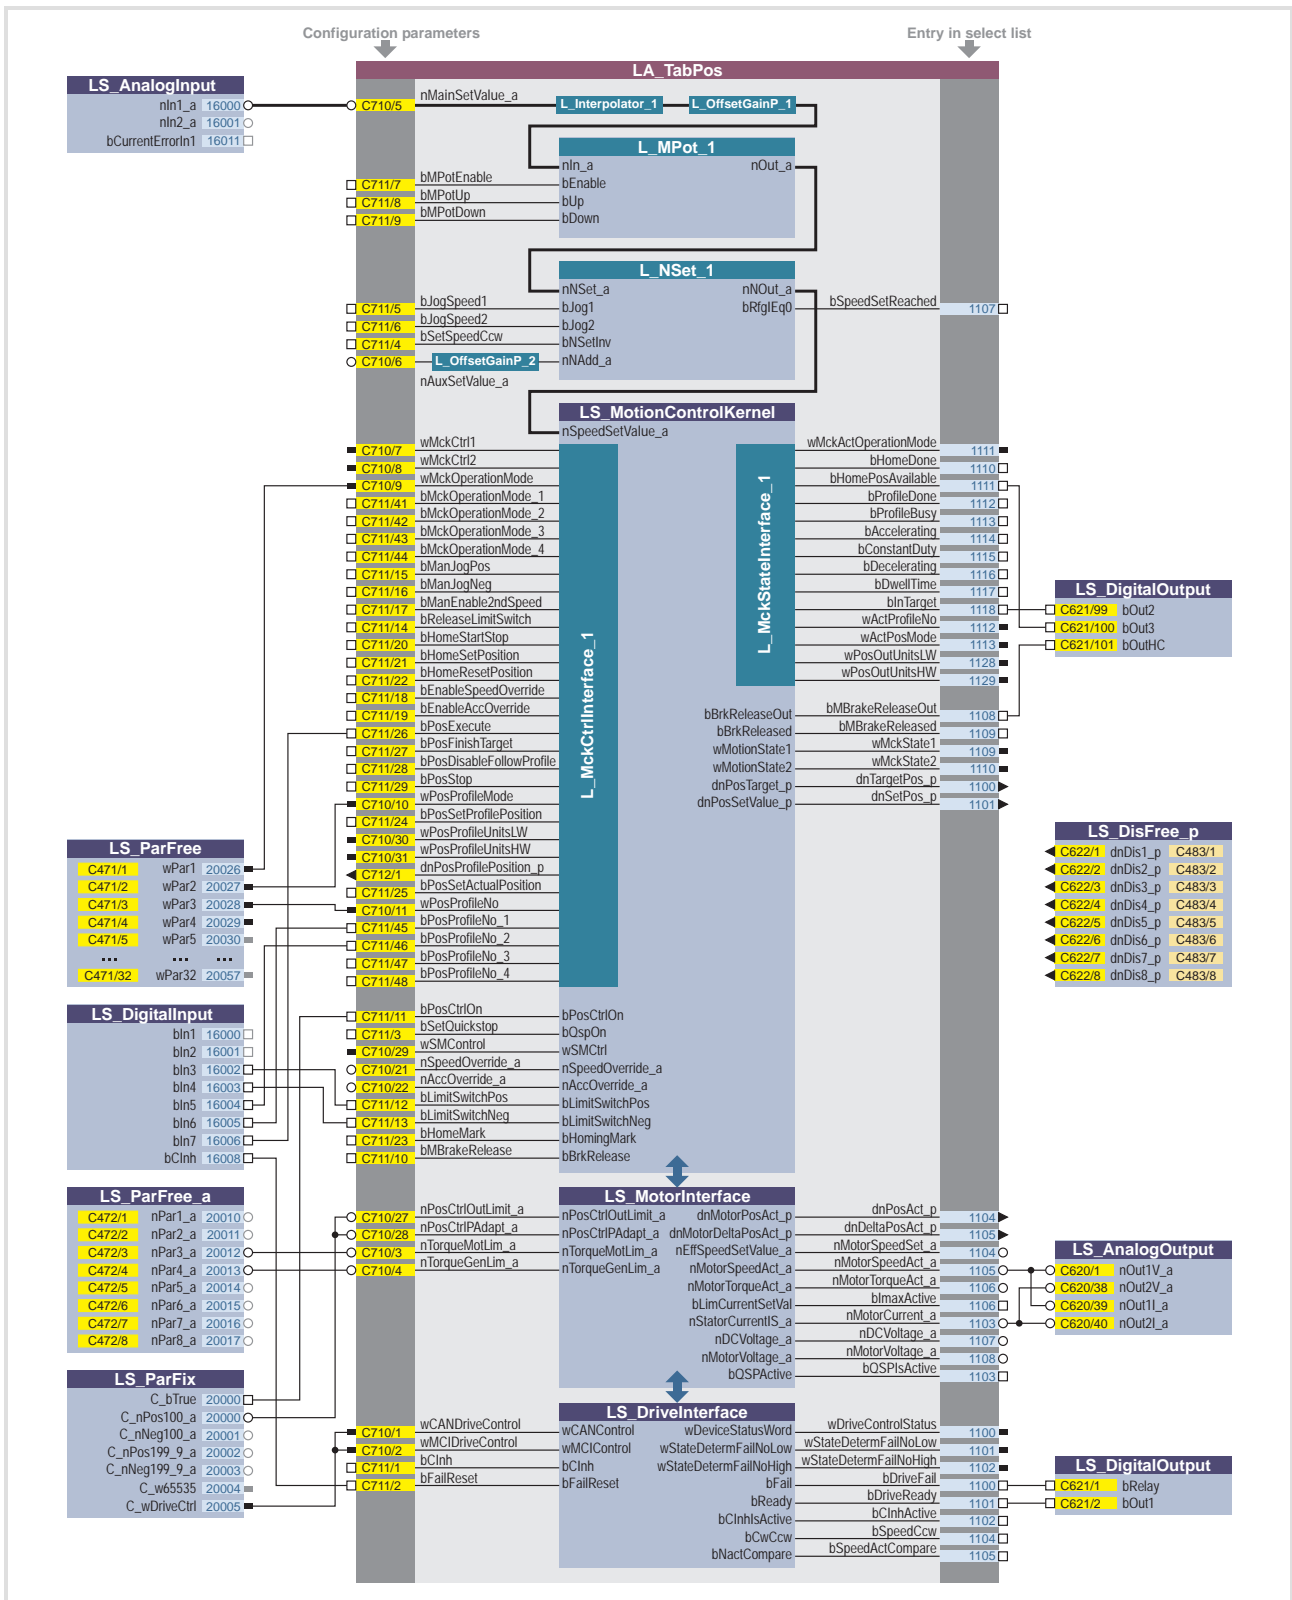 Configuration parameters
Entry in select list
LA_TabPos
LS_AnalogInput
nIn1_a 16000
nIn2_a 16001
bCurrentErrorIn1 16011
C710/5 nMainSetValue_a
L_Interpolator_1 L_OffsetGainP_1
L_MPot_1
nIn_a nOut_a
C711/7 bMPotEnable bEnable
C711/8 bMPotUp bUp
C711/9 bMPotDown bDown
L_NSet_1
nNSet_a nNOut_a
C711/5 bJogSpeed1 bJog1 bRfgIEq0 bSpeedSetReached 1107
C711/6 bJogSpeed2 bJog2
C711/4 bSetSpeedCcw bNSetInv
C710/6 L_OffsetGainP_2 nNAdd_a
nAuxSetValue_a
LS_MotionControlKernel
nSpeedSetValue_a
L_MckCtrlInterface_1
L_MckStateInterface_1
C710/7 wMckCtrl1 wMckActOperationMode 1111
C710/8 wMckCtrl2 bHomeDone 1110
C710/9 wMckOperationMode bHomePosAvailable 1111
C711/41 bMckOperationMode_1 bProfileDone 1112
C711/42 bMckOperationMode_2 bProfileBusy 1113
C711/43 bMckOperationMode_3 bAccelerating 1114
C711/44 bMckOperationMode_4 bConstantDuty 1115
C711/15 bManJogPos bDecelerating 1116
C711/16 bManJogNeg bDwellTime 1117
C711/17 bManEnable2ndSpeed bInTarget 1118
C711/14 bReleaseLimitSwitch wActProfileNo 1112
C711/20 bHomeStartStop wActPosMode 1113
C711/21 bHomeSetPosition wPosOutUnitsLW 1128
C711/22 bHomeResetPosition wPosOutUnitsHW 1129
C711/18 bEnableSpeedOverride
C711/19 bEnableAccOverride bBrkReleaseOut bMBrakeReleaseOut 1108
C711/26 bPosExecute bBrkReleased bMBrakeReleased 1109
C711/27 bPosFinishTarget wMotionState1 wMckState1 1109
C711/28 bPosDisableFollowProfile wMotionState2 wMckState2 1110
C711/29 bPosStop dnPosTarget_p dnTargetPos_p 1100
C710/10 wPosProfileMode dnPosSetValue_p dnSetPos_p 1101
C711/24 bPosSetProfilePosition
C710/30 wPosProfileUnitsLW
C710/31 wPosProfileUnitsHW
C712/1 dnPosProfilePosition_p
C711/25 bPosSetActualPosition
C710/11 wPosProfileNo
C711/45 bPosProfileNo_1
C711/46 bPosProfileNo_2
C711/47 bPosProfileNo_3
C711/48 bPosProfileNo_4
LS_DigitalOutput
C621/99 bOut2
C621/100 bOut3
C621/101 bOutHC
LS_DisFree_p
C622/1 dnDis1_p C483/1
C622/2 dnDis2_p C483/2
C622/3 dnDis3_p C483/3
C622/4 dnDis4_p C483/4
C622/5 dnDis5_p C483/5
C622/6 dnDis6_p C483/6
C622/7 dnDis7_p C483/7
C622/8 dnDis8_p C483/8
LS_ParFree
C471/1 wPar1 20026
C471/2 wPar2 20027
C471/3 wPar3 20028
C471/4 wPar4 20029
C471/5 wPar5 20030
... ... ...
C471/32 wPar32 20057
LS_DigitalInput
bIn1 16000
bIn2 16001
bIn3 16002
bIn4 16003
bIn5 16004
bIn6 16005
bIn7 16006
bCInh 16008
C711/11 bPosCtrlOn bPosCtrlOn
C711/3 bSetQuickstop bQspOn
C710/29 wSMControl wSMCtrl
C710/21 nSpeedOverride_a nSpeedOverride_a
C710/22 nAccOverride_a nAccOverride_a
C711/12 bLimitSwitchPos bLimitSwitchPos
C711/13 bLimitSwitchNeg bLimitSwitchNeg
C711/23 bHomeMark bHomingMark
C711/10 bMBrakeRelease bBrkRelease
LS_ParFree_a
C472/1 nPar1_a 20010
C472/2 nPar2_a 20011
C472/3 nPar3_a 20012
C472/4 nPar4_a 20013
C472/5 nPar5_a 20014
C472/6 nPar6_a 20015
C472/7 nPar7_a 20016
C472/8 nPar8_a 20017
LS_MotorInterface
C710/27 nPosCtrlOutLimit_a nPosCtrlOutLimit_a dnMotorPosAct_p dnPosAct_p 1104
C710/28 nPosCtrlPAdapt_a nPosCtrlPAdapt_a dnMotorDeltaPosAct_p dnDeltaPosAct_p 1105
C710/3 nTorqueMotLim_a nTorqueMotLim_a nEffSpeedSetValue_a nMotorSpeedSet_a 1104
C710/4 nTorqueGenLim_a nTorqueGenLim_a nMotorSpeedAct_a nMotorSpeedAct_a 1105
nMotorTorqueAct_a nMotorTorqueAct_a 1106
bLimCurrentSetVal bImaxActive 1106
nStatorCurrentIS_a nMotorCurrent_a 1103
nDCVoltage_a nDCVoltage_a 1107
nMotorVoltage_a nMotorVoltage_a 1108
bQSPActive bQSPIsActive 1103
LS_AnalogOutput
C620/1 nOut1V_a
C620/38 nOut2V_a
C620/39 nOut1I_a
C620/40 nOut2I_a
LS_ParFix
C_bTrue 20000
C_nPos100_a 20000
C_nNeg100_a 20001
C_nPos199_9_a 20002
C_nNeg199_9_a 20003
C_w65535 20004
C_wDriveCtrl 20005
LS_DriveInterface
C710/1 wCANDriveControl wCANControl wDeviceStatusWord wDriveControlStatus 1100
C710/2 wMCIDriveControl wMCIControl wStateDetermFailNoLow wStateDetermFailNoLow 1101
C711/1 bCInh bCInh wStateDetermFailNoHigh wStateDetermFailNoHigh 1102
C711/2 bFailReset bFailReset bFail bDriveFail 1100
bReady bDriveReady 1101
bCInhIsActive bCInhActive 1102
bCwCcw bSpeedCcw 1104
bNactCompare bSpeedActCompare 1105
LS_DigitalOutput
C621/1 bRelay
C621/2 bOut1